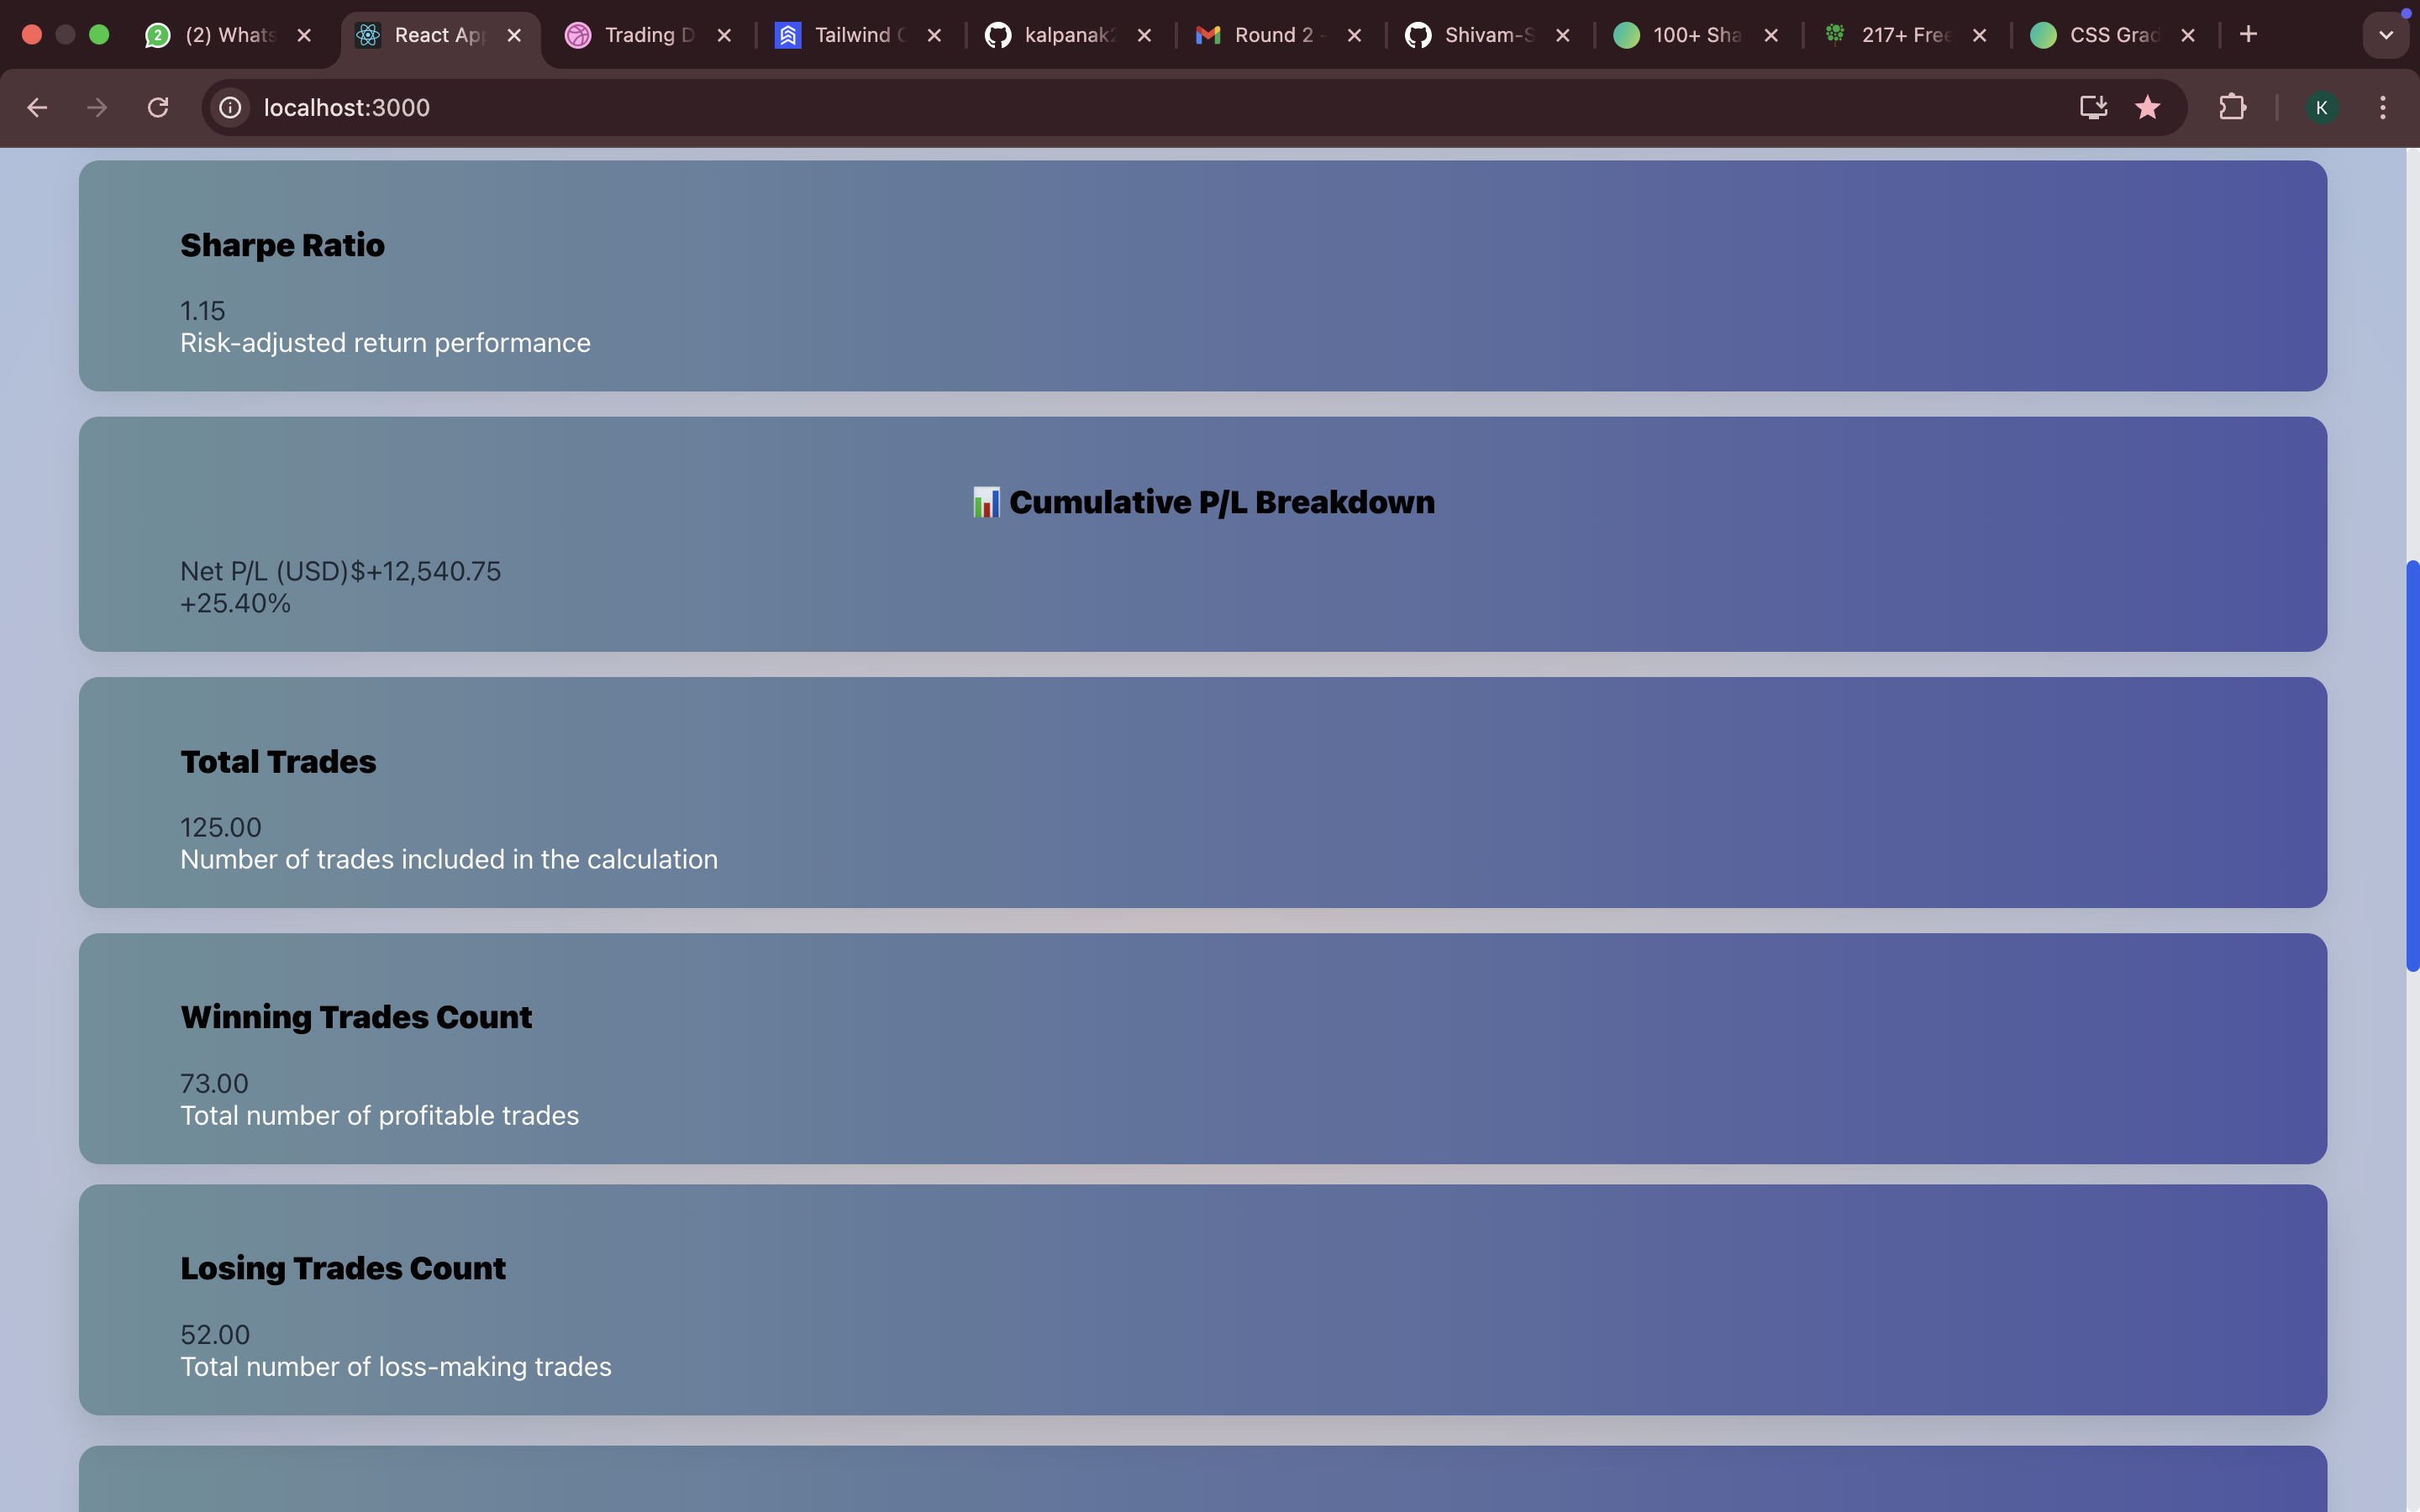 2 (2) Whats
React Ap
Trading D
Tailwind
kalpanak
Round 2 -
Shivam-S
100+ Sha
217+ Free
CSS Grad
localhost:3000
K
Sharpe Ratio
1.15
Risk-adjusted return performance
Cumulative P/L Breakdown
Net P/L (USD)$+12,540.75
+25.40%
Total Trades
125.00
Number of trades included in the calculation
Winning Trades Count
73.00
Total number of profitable trades
Losing Trades Count
52.00
Total number of loss-making trades